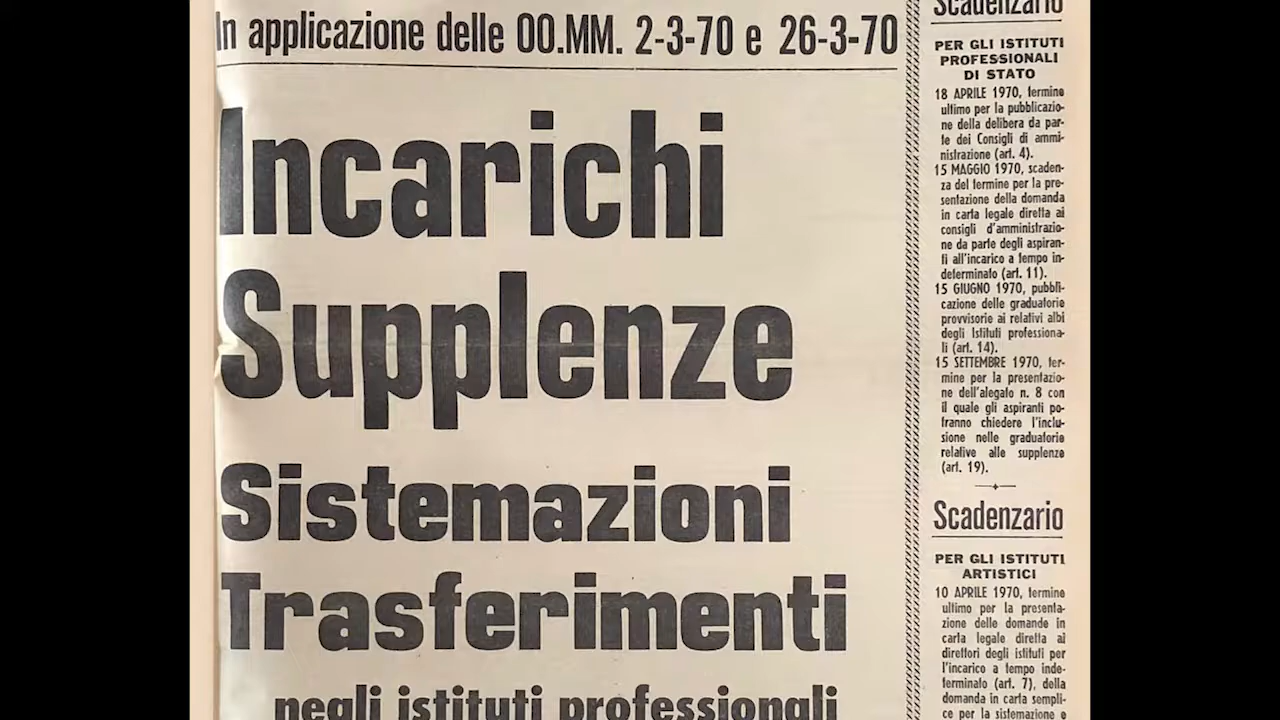 In applicazione delle OO.MM. 2-3-70 e 26-3-70
Incarichi
Supplenze
Sistemazioni
Trasferimenti
negli istituti professionali
Scadenzario
PER GLI ISTITUTI
PROFESSIONALI
DI STATO
18 APRILE 1970, termine
ultimo per la pubblicazio-
ne della delibera da par-
te dei Consigli di ammi-
nistrazione (art. 4).
15 MAGGIO 1970, scaden-
za del termine per la pre-
sentazione della domanda
in carta legale diretta ai
consigli d'amministrazio-
ne da parte degli aspiran-
ti all'incarico a tempo in-
determinato (art. 11).
15 GIUGNO 1970, pubbli-
cazione delle graduatorie
provvisorie ai relativi albi
degli Istituti professiona-
li (art. 14).
15 SETTEMBRE 1970, ter-
mine per la presentazio-
ne dell'alegato n. 8 con
il quale gli aspiranti po-
tranno chiedere l'inclu-
sione nelle graduatorie
relative alle supplenze
(art. 19).
Scadenzario
PER GLI ISTITUTI
ARTISTICI
10 APRILE 1970, termine
ultimo per la presenta-
zione delle domande in
carta legale diretta ai
direttori degli istituti per
l'incarico a tempo inde-
terminato (art. 7), della
domanda in carta sempli-
ce per la sistemazione e